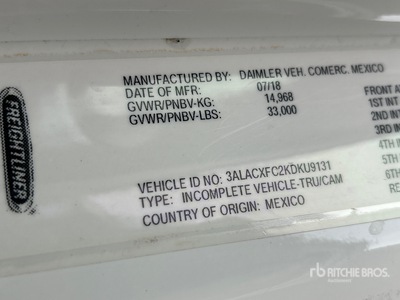 FREIGHTLINER
MANUFACTURED BY: DAIMLER VEH. COMERC. MEXICO
DATE OF MFR: 07/18
GVWR/PNBV-KG: 14,968
GVWR/PNBV-LBS: 33,000
FRONT A
1ST INT
2ND INT
3RD IN
4TH I
5TH
6TH
RE
VEHICLE ID NO: 3ALACXFC2KDKU9131
TYPE: INCOMPLETE VEHICLE-TRU/CAM
COUNTRY OF ORIGIN: MEXICO
rb RITCHIE BROS.